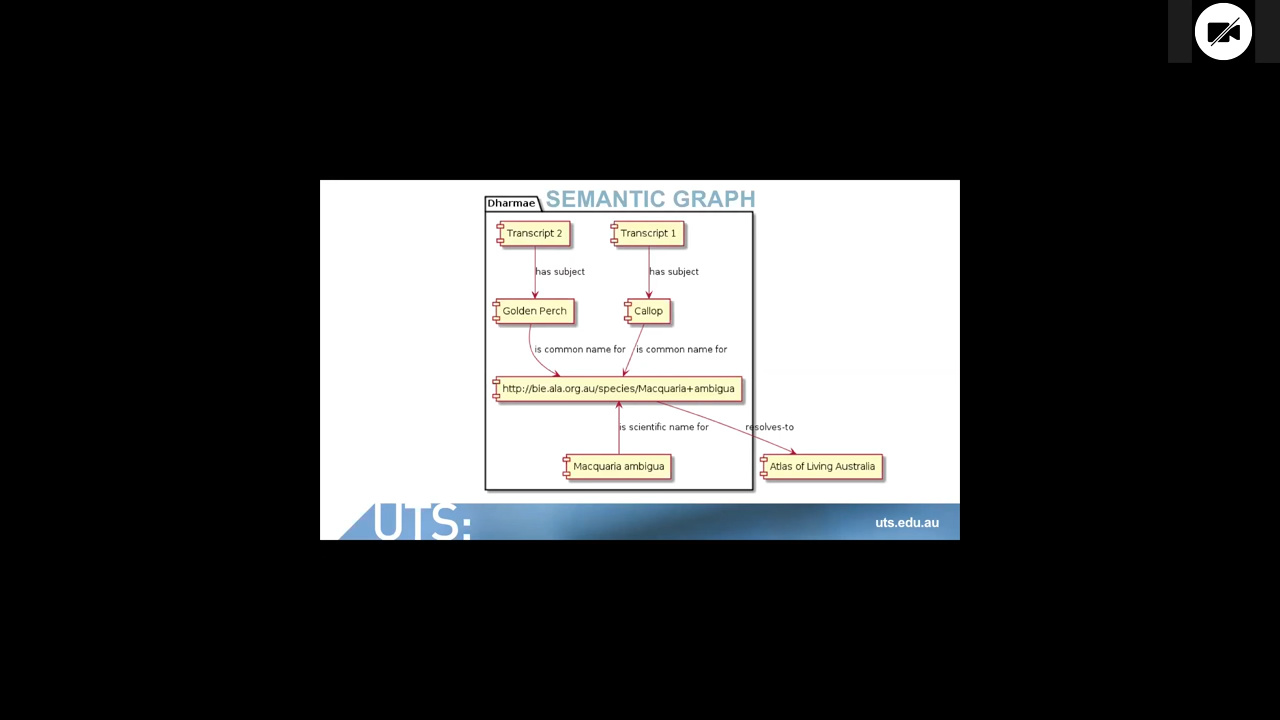 SEMANTIC GRAPH
Dharmae
Transcript 2
Transcript 1
has subject
has subject
Golden Perch
Callop
is common name for
is common name for
http://bie.ala.org.au/species/Macquaria+ambigua
is scientific name for
resolves-to
Macquaria ambigua
Atlas of Living Australia
UTS:
uts.edu.au